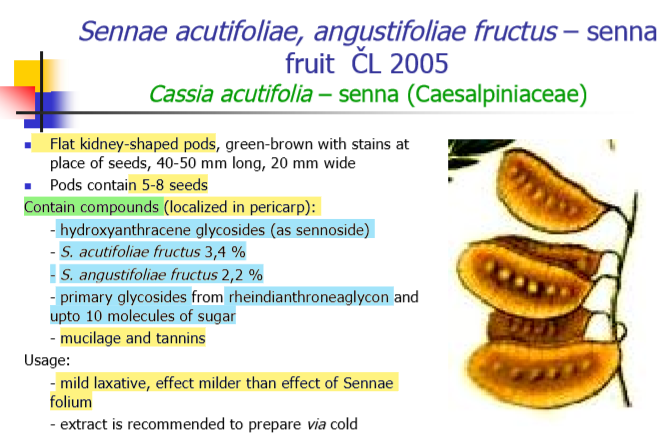 Sennae acutifoliae, angustifoliae fructus – senna
fruit ČL 2005
Cassia acutifolia – senna (Caesalpiniaceae)
Flat kidney-shaped pods, green-brown with stains at
place of seeds, 40-50 mm long, 20 mm wide
Pods contain 5-8 seeds
Contain compounds (localized in pericarp):
- hydroxyanthracene glycosides (as sennoside)
- S. acutifoliae fructus 3,4 %
- S. angustifoliae fructus 2,2 %
- primary glycosides from rheindianthroneaglycon and
upto 10 molecules of sugar
- mucilage and tannins
Usage:
- mild laxative, effect milder than effect of Sennae
folium
- extract is recommended to prepare via cold